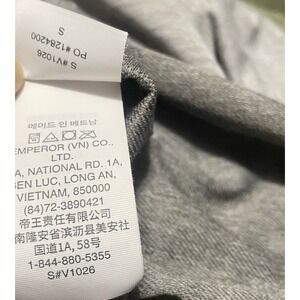 S #V1026
PO #1284200
S
메이드 인 베트남
EMPEROR (VN) CO.,
LTD.
A, NATIONAL RD. 1A,
BEN LUC, LONG AN,
VIETNAM, 850000
(84)72-3890421
帝王责任有限公司
南隆安省滨沥县美安社
国道1A, 58号
1-844-880-5355
S#V1026